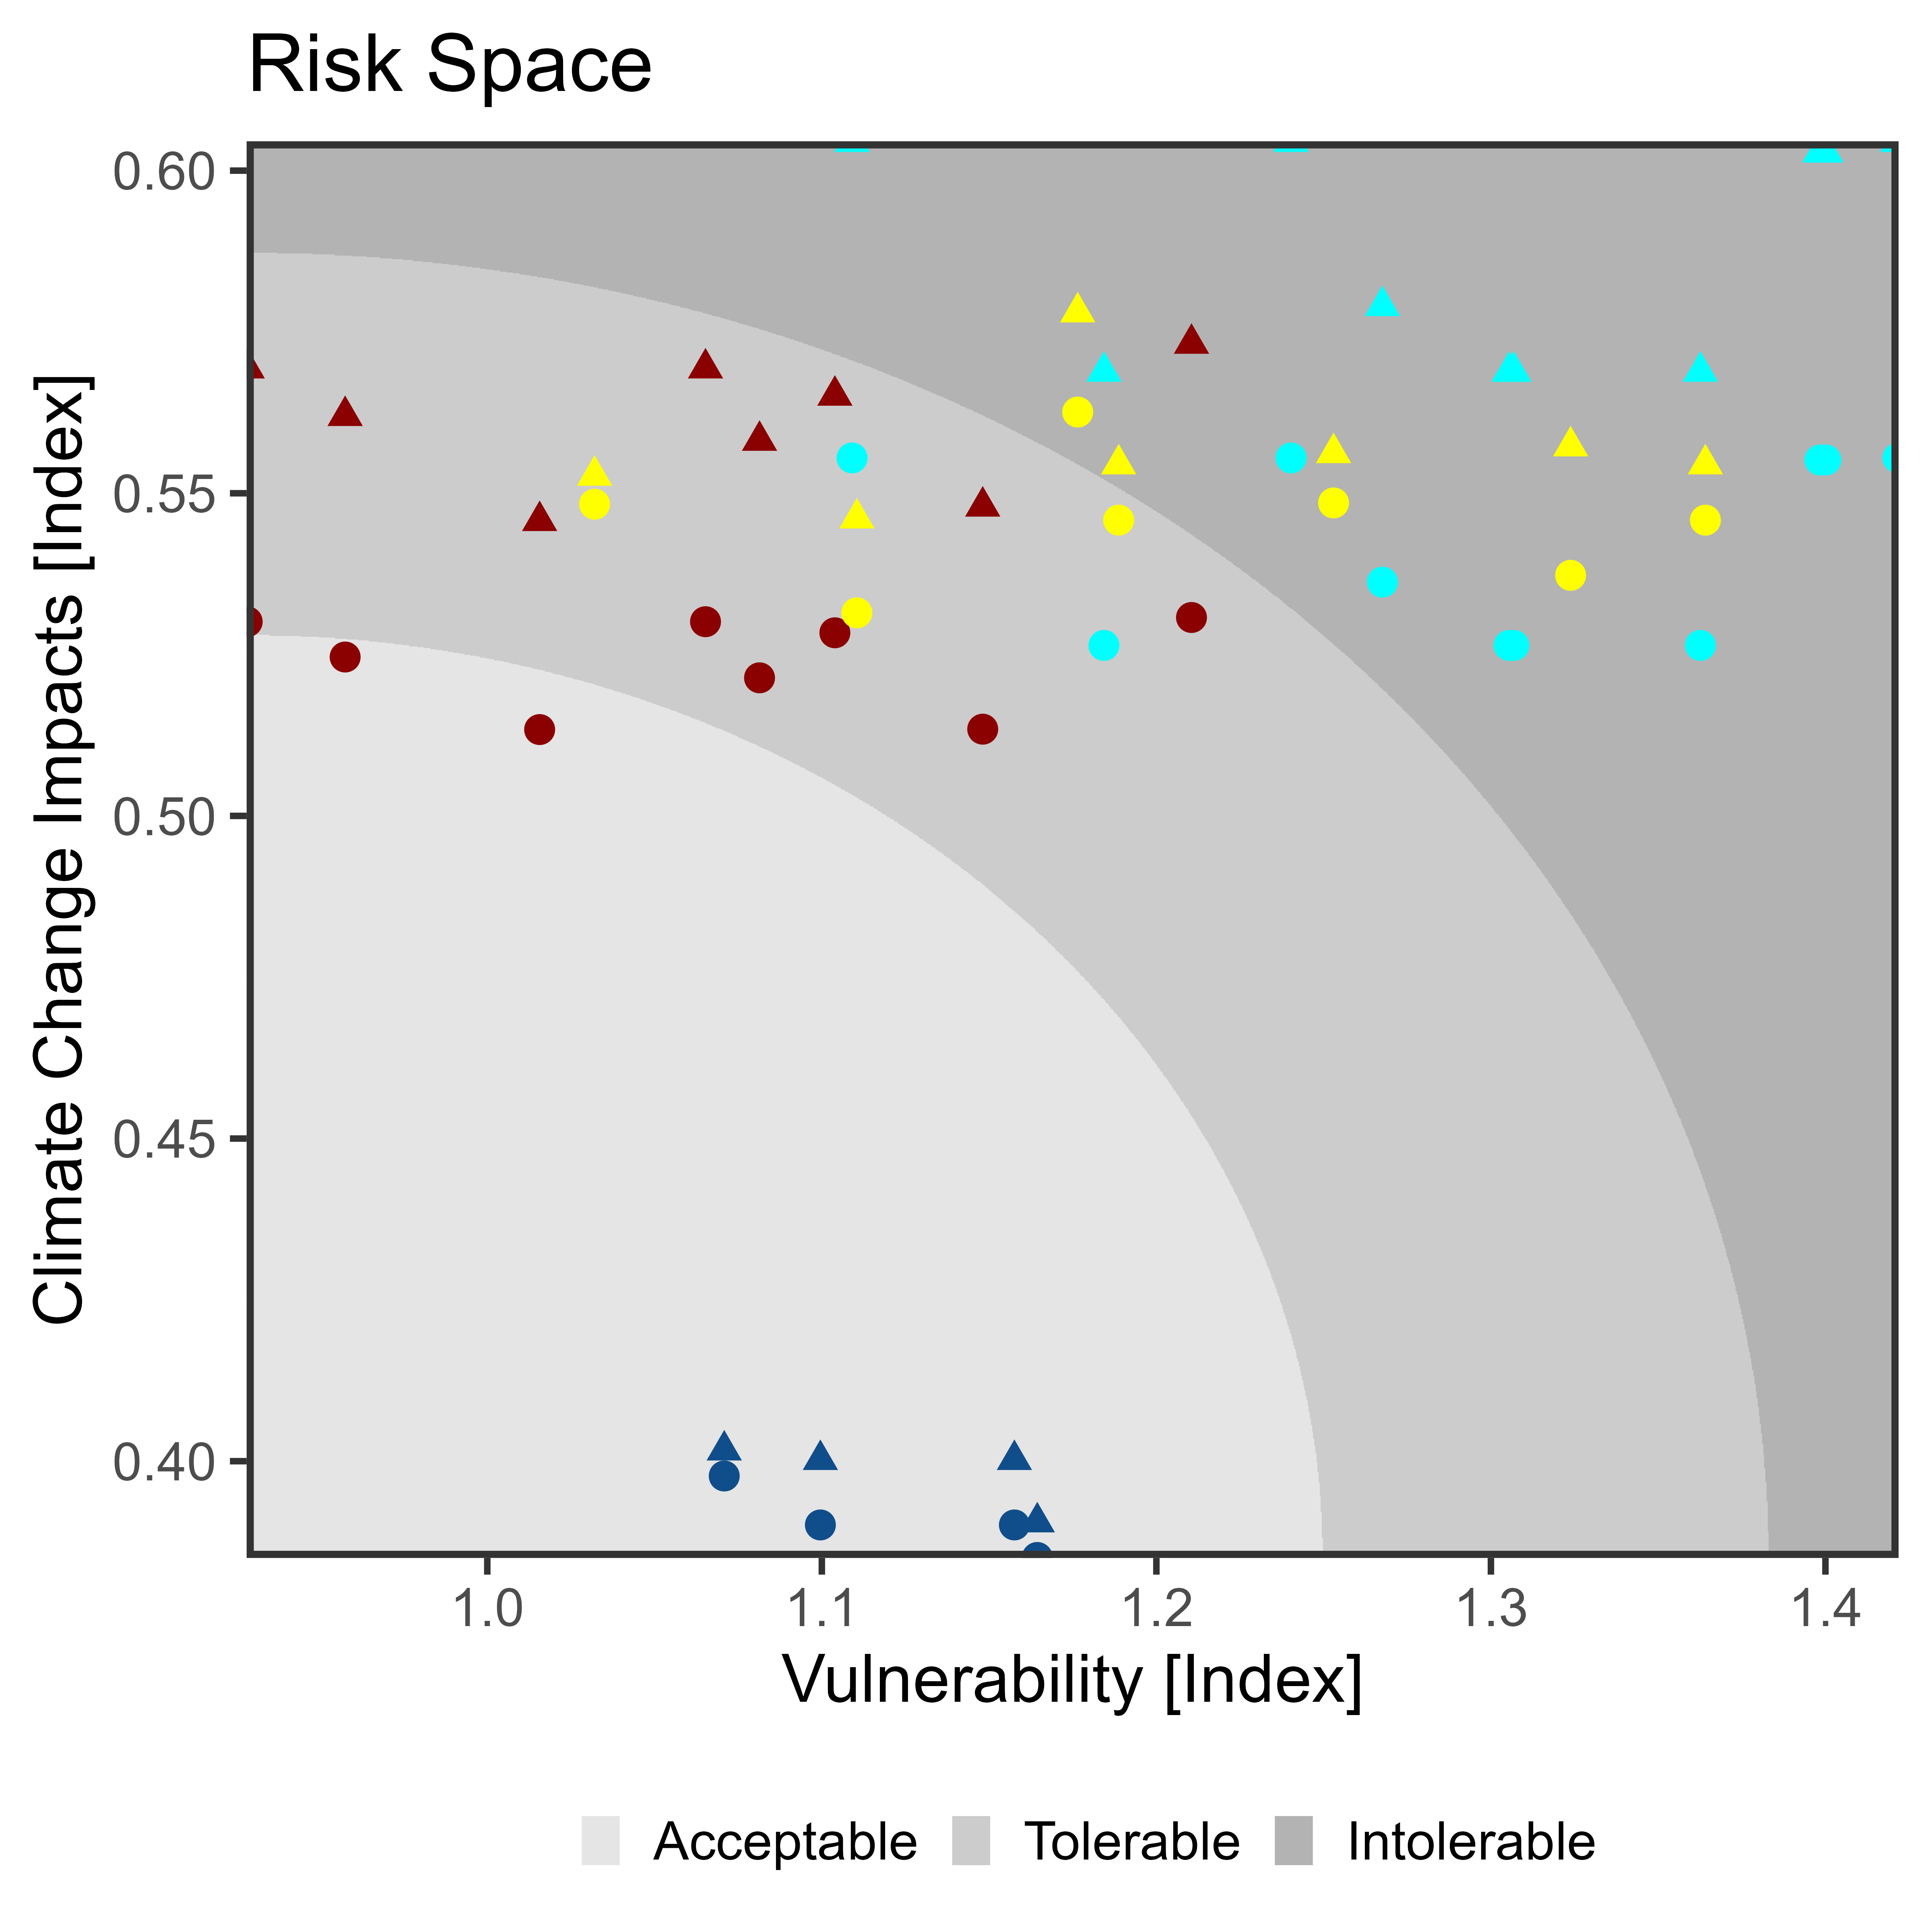 Risk Space
Climate Change Impacts [Index]
0.60
0.55
0.50
0.45
0.40
1.0 1.1 1.2 1.3 1.4
Vulnerability [Index]
Acceptable Tolerable Intolerable